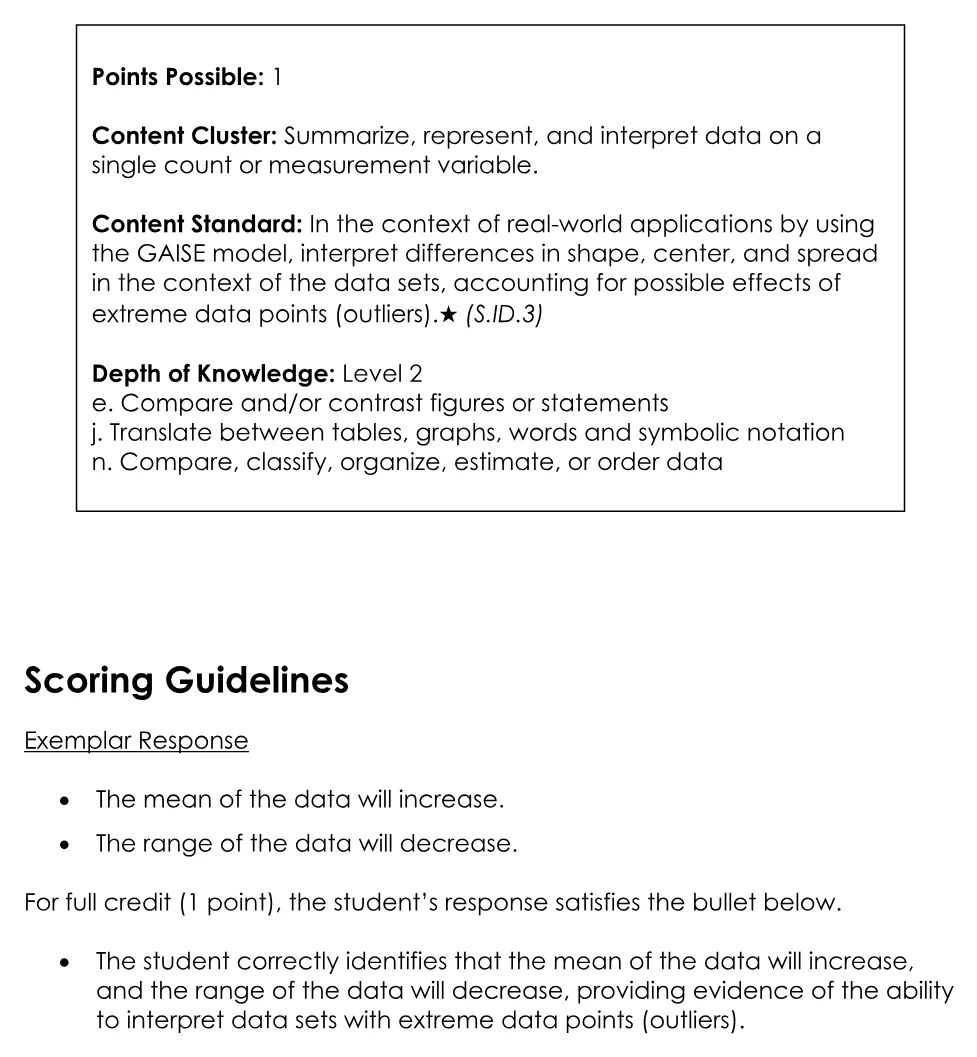 Points Possible: 1
Content Cluster: Summarize, represent, and interpret data on a
single count or measurement variable.
Content Standard: In the context of real-world applications by using
the GAISE model, interpret differences in shape, center, and spread
in the context of the data sets, accounting for possible effects of
extreme data points (outliers).★ (S.ID.3)
Depth of Knowledge: Level 2
e. Compare and/or contrast figures or statements
j. Translate between tables, graphs, words and symbolic notation
n. Compare, classify, organize, estimate, or order data
Scoring Guidelines
Exemplar Response
• The mean of the data will increase.
• The range of the data will decrease.
For full credit (1 point), the student’s response satisfies the bullet below.
• The student correctly identifies that the mean of the data will increase,
and the range of the data will decrease, providing evidence of the ability
to interpret data sets with extreme data points (outliers).